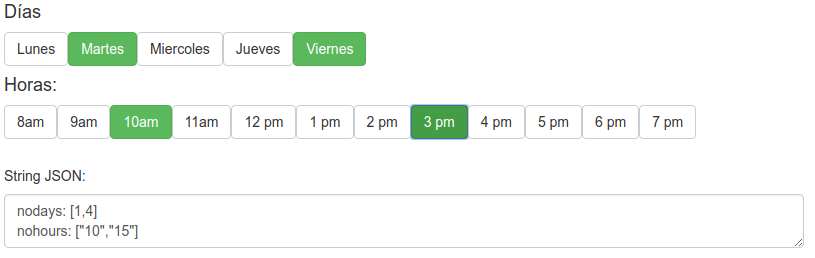 Días
Lunes Martes Miercoles Jueves Viernes
Horas:
8am 9am 10am 11am 12 pm 1 pm 2 pm 3 pm 4 pm 5 pm 6 pm 7 pm
String JSON:
nodays: [1,4]
nohours: ["10","15"]